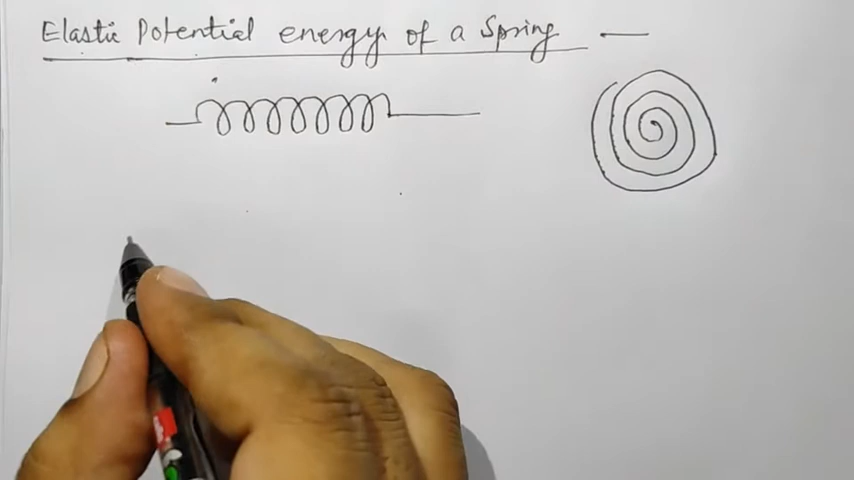 Elastic Potential energy of a Spring —